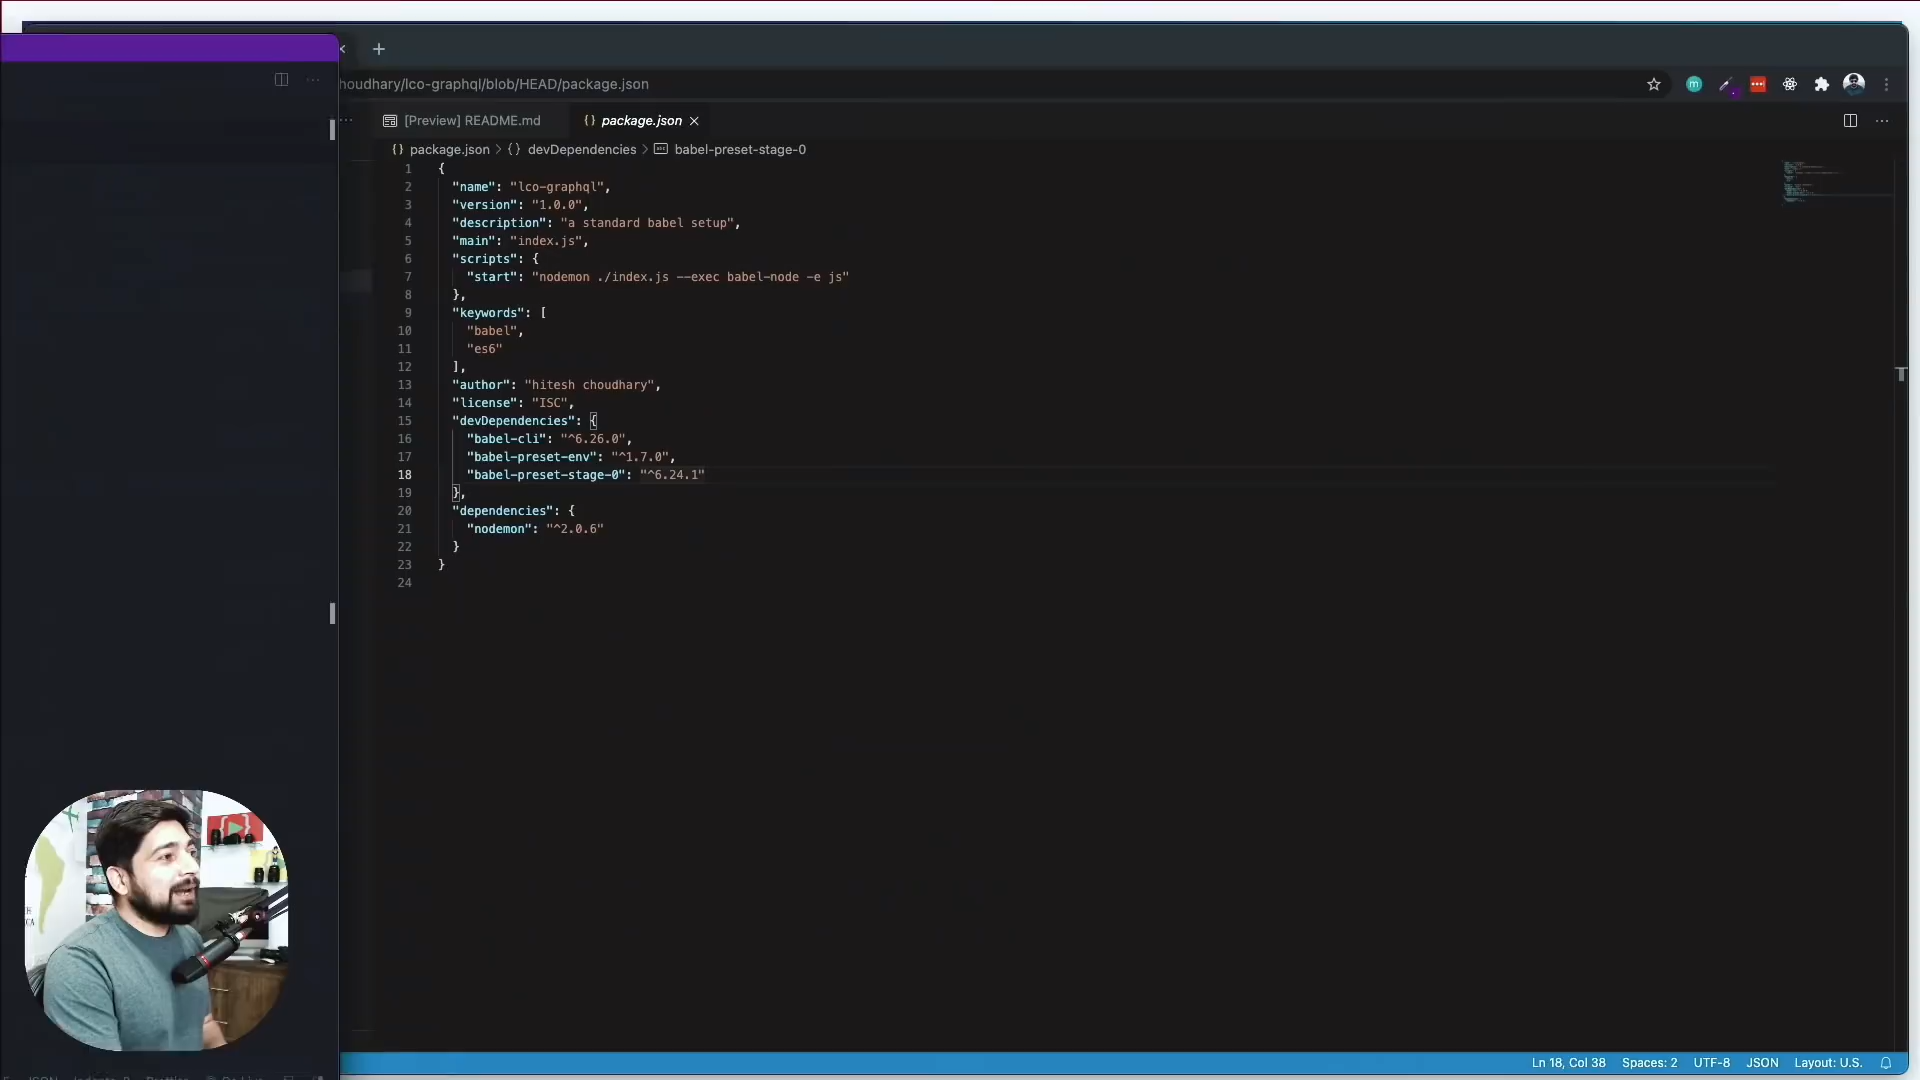 houdhary/lco-graphql/blob/HEAD/package.json
m
[Preview] README.md
{} package.json
{} package.json > {} devDependencies > babel-preset-stage-0
1 {
2 "name": "lco-graphql",
3 "version": "1.0.0",
4 "description": "a standard babel setup",
5 "main": "index.js",
6 "scripts": {
7 "start": "nodemon ./index.js --exec babel-node -e js"
8 },
9 "keywords": [
10 "babel",
11 "es6"
12 ],
13 "author": "hitesh choudhary",
14 "license": "ISC",
15 "devDependencies": {
16 "babel-cli": "^6.26.0",
17 "babel-preset-env": "^1.7.0",
18 "babel-preset-stage-0": "^6.24.1"
19 },
20 "dependencies": {
21 "nodemon": "^2.0.6"
22 }
23 }
24
Ln 18, Col 38 Spaces: 2 UTF-8 JSON Layout: U.S.